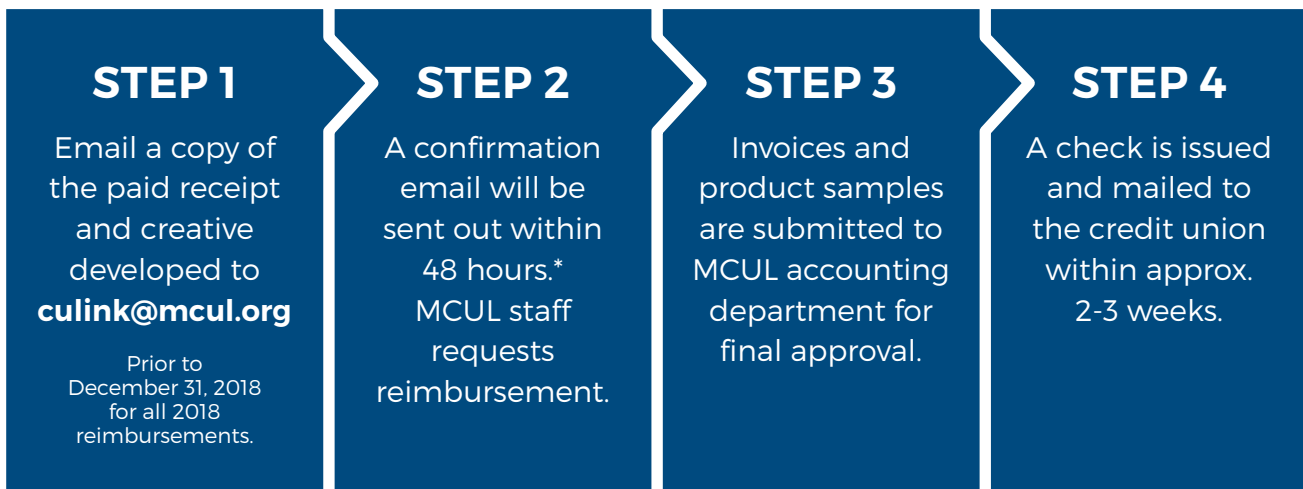 STEP 1
Email a copy of
the paid receipt
and creative
developed to
culink@mcul.org
Prior to
December 31, 2018
for all 2018
reimbursements.
STEP 2
A confirmation
email will be
sent out within
48 hours.*
MCUL staff
requests
reimbursement.
STEP 3
Invoices and
product samples
are submitted to
MCUL accounting
department for
final approval.
STEP 4
A check is issued
and mailed to
the credit union
within approx.
2-3 weeks.